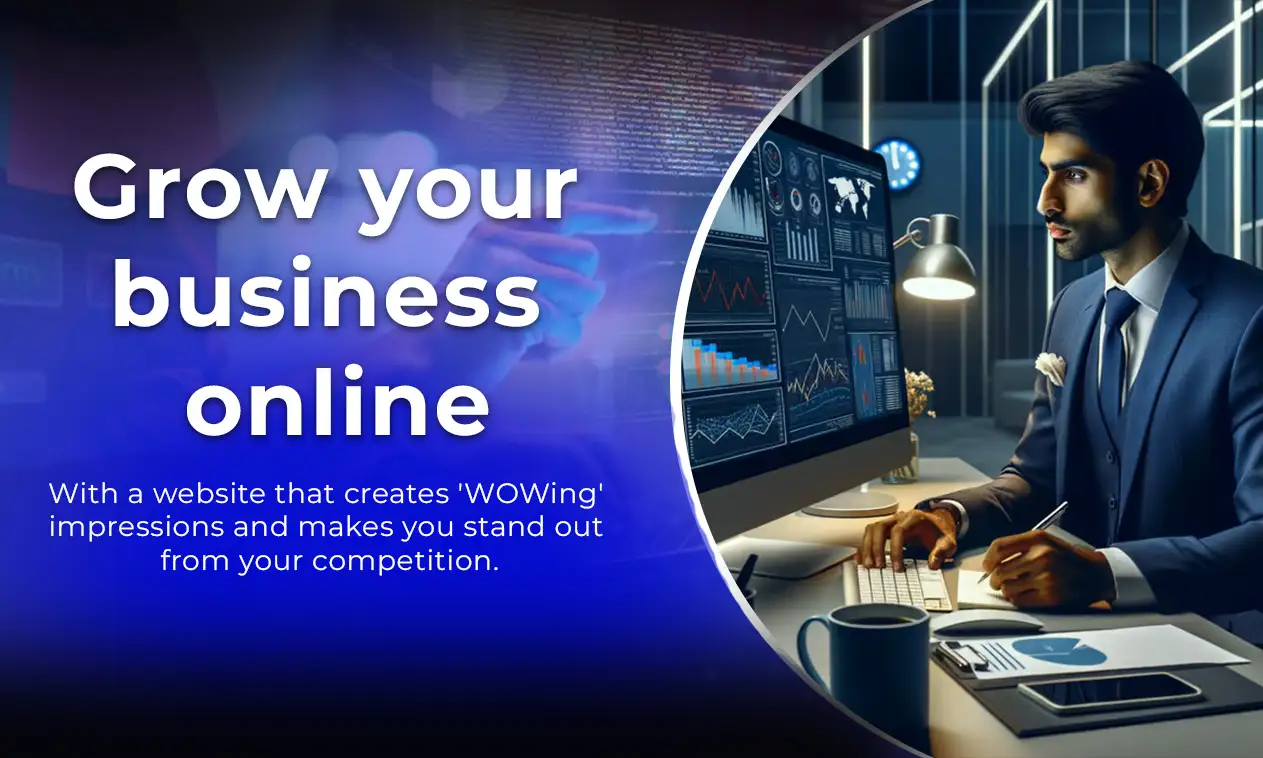 Grow your
business
online
With a website that creates 'WOWing'
impressions and makes you stand out
from your competition.